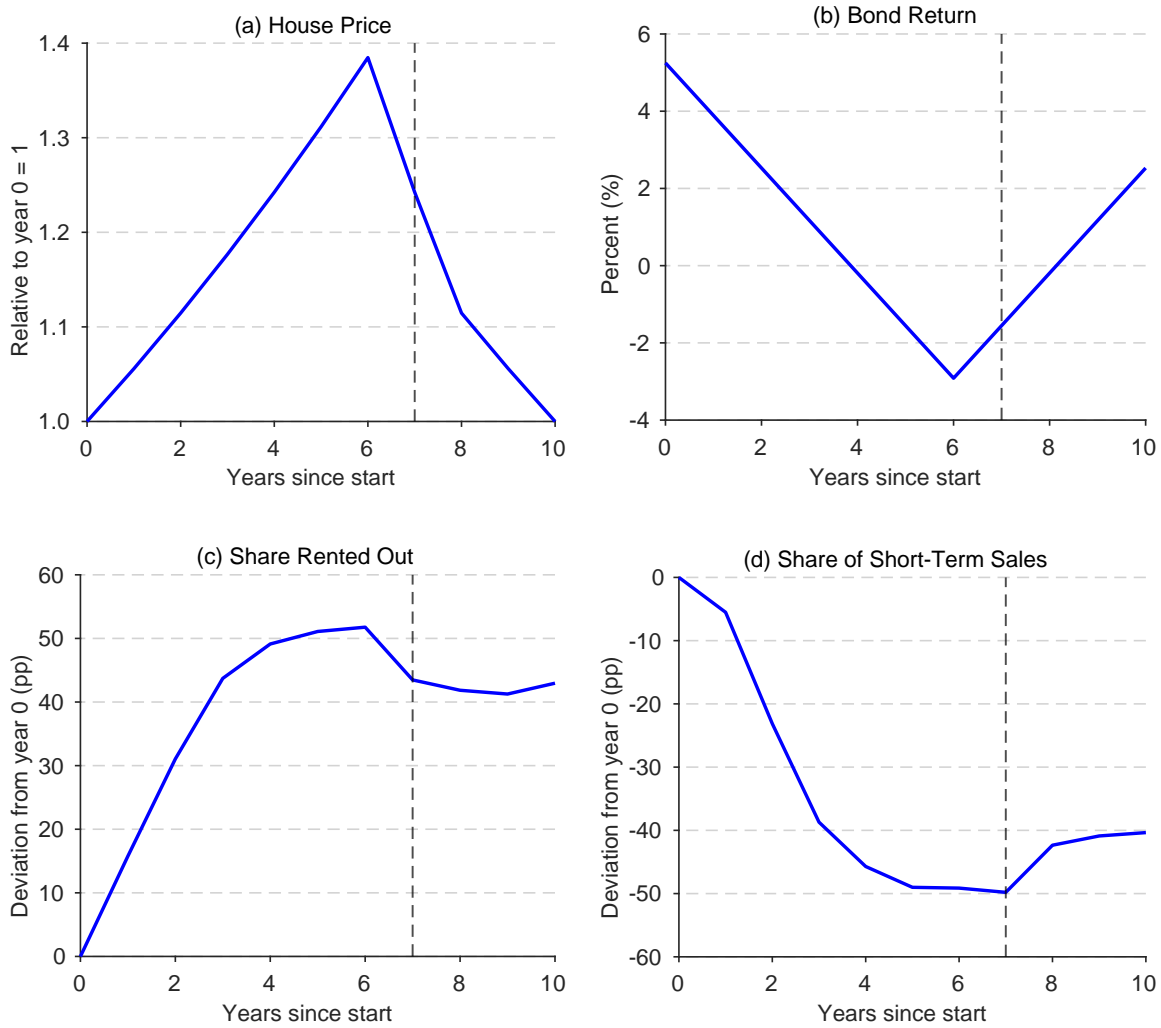 (a) House Price
Relative to year 0 = 1
1.4
1.3
1.2
1.1
1.0
0 2 4 6 8 10
Years since start
(b) Bond Return
Percent (%)
6
4
2
0
-2
-4
0 2 4 6 8 10
Years since start
(c) Share Rented Out
Deviation from year 0 (pp)
60
50
40
30
20
10
0
0 2 4 6 8 10
Years since start
(d) Share of Short-Term Sales
Deviation from year 0 (pp)
0
-10
-20
-30
-40
-50
-60
0 2 4 6 8 10
Years since start